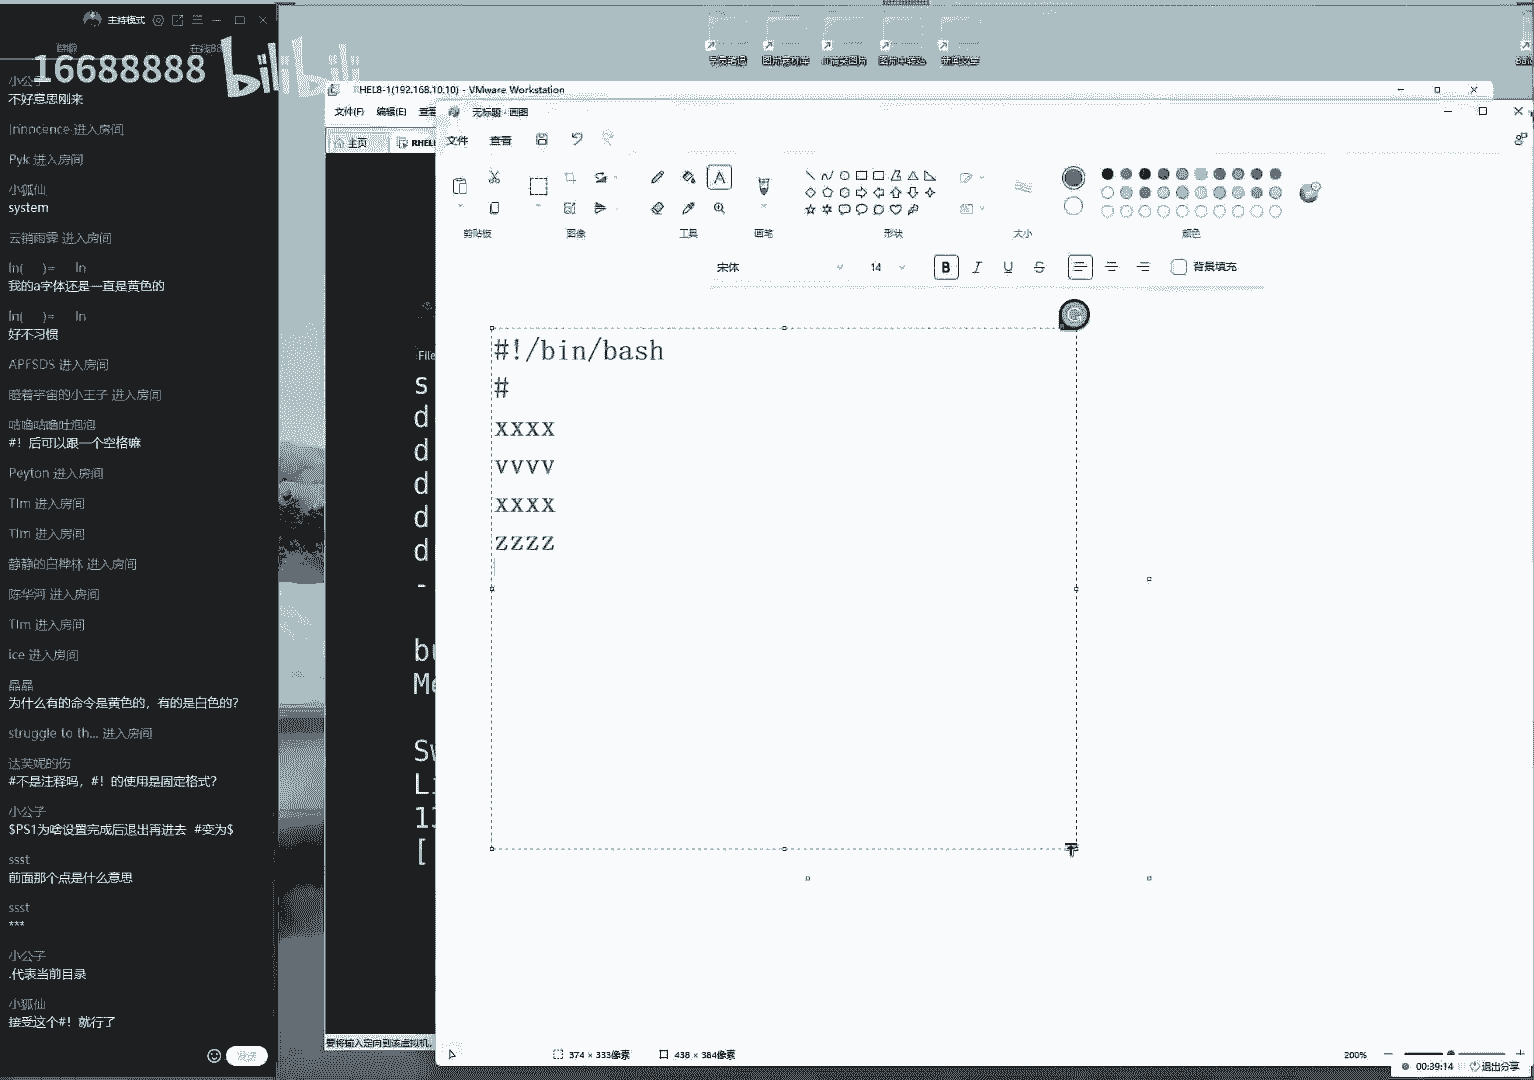 主持模式
16688888
bilibili
小公子
不好意思刚来
Innocence 进入房间
Pyk 进入房间
小狐仙
system
云销雨霁 进入房间
ln( )= ln
我的a字体还是一直是黄色的
ln( )= ln
好不习惯
APFSDS 进入房间
瞪着宇宙的小王子 进入房间
咕噜咕噜吐泡泡
#！后可以跟一个空格嘛
Peyton 进入房间
TIm 进入房间
TIm 进入房间
静静的白桦林 进入房间
陈华河 进入房间
TIm 进入房间
ice 进入房间
晶晶
为什么有的命令是黄色的，有的是白色的？
struggle to th... 进入房间
达芙妮的伤
#不是注释吗，#！的使用是固定格式？
小公子
$PS1为啥设置完成后退出再进去 #变为$
ssst
前面那个点是什么意思
ssst
***
小公子
.代表当前目录
小狐仙
接受这个#！就行了
发送
RHEL8-1(192.168.10.10) - VMware Workstation
文件(F) 编辑(E) 查看
主页 RHEL
File
s
d
d
d
d
d
-
bu
Me
Sw
Li
11
[
要将输入定向到该虚拟机，
无标题 - 画图
文件 查看
剪贴板 图像 工具 画笔 形状 大小 颜色
宋体 14 B I U S 背景填充
#!/bin/bash
#
xxxx
vvvv
xxxx
zzzz
374 × 333像素 438 × 384像素 200%
00:39:14 退出分享